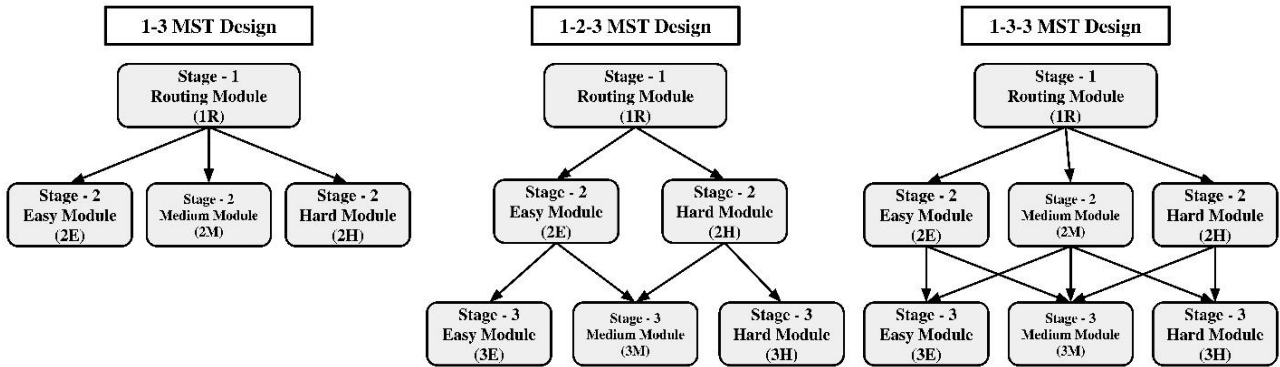 1-3 MST Design
Stage - 1
Routing Module
(1R)
Stage - 2
Easy Module
(2E)
Stage - 2
Medium Module
(2M)
Stage - 2
Hard Module
(2H)
1-2-3 MST Design
Stage - 1
Routing Module
(1R)
Stage - 2
Easy Module
(2E)
Stage - 2
Hard Module
(2H)
Stage - 3
Easy Module
(3E)
Stage - 3
Medium Module
(3M)
Stage - 3
Hard Module
(3H)
1-3-3 MST Design
Stage - 1
Routing Module
(1R)
Stage - 2
Easy Module
(2E)
Stage - 2
Medium Module
(2M)
Stage - 2
Hard Module
(2H)
Stage - 3
Easy Module
(3E)
Stage - 3
Medium Module
(3M)
Stage - 3
Hard Module
(3H)